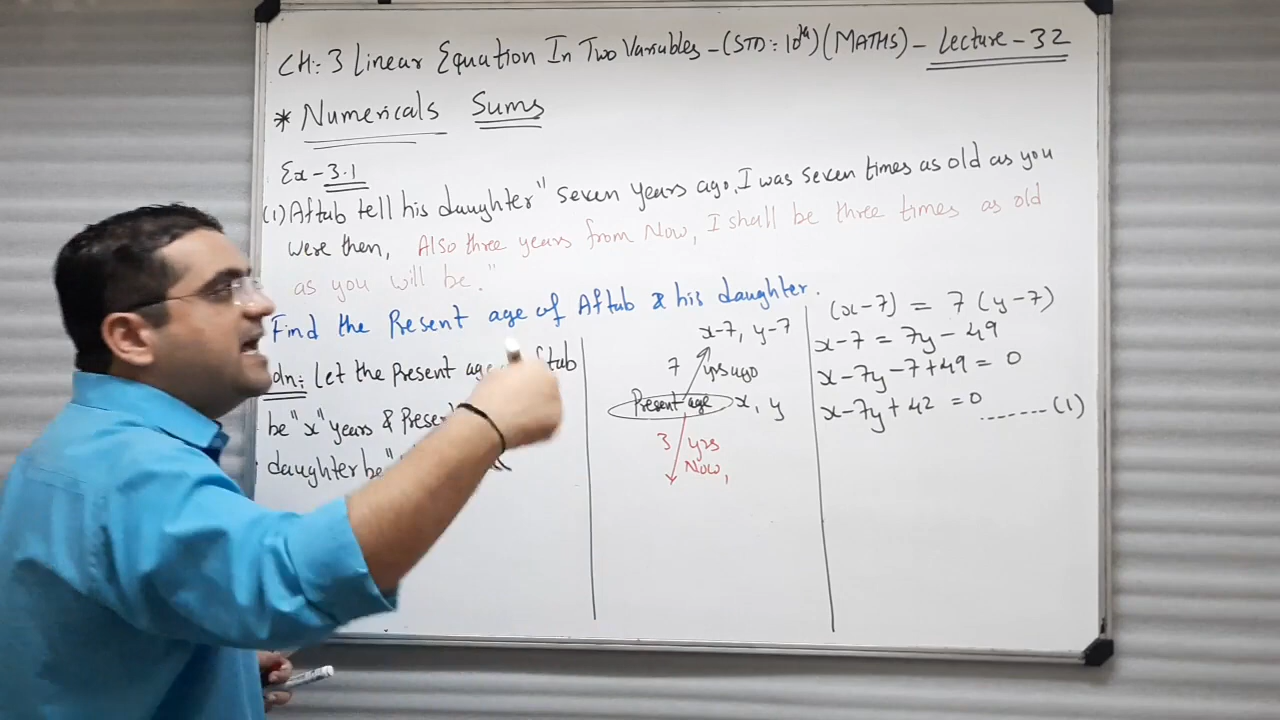 CH: 3 Linear Equation In Two Variables - (STD: 10th) (MATHS) - Lecture - 32
* Numericals Sums
Ex - 3.1
(1) Aftab tell his daughter" Seven years ago, I was seven times as old as you
were then, Also three years from Now, I shall be three times as old
as you will be."
Find the Present age of Aftub & his daughter.
Let the Present
be "x" years &
daughter be "
x-7, y-7
7 yrs ago
Present age x, y
3 yrs
Now,
(x-7) = 7 (y-7)
x-7 = 7y - 49
x-7y-7+49 = 0
x-7y+42 = 0 ------- (1)